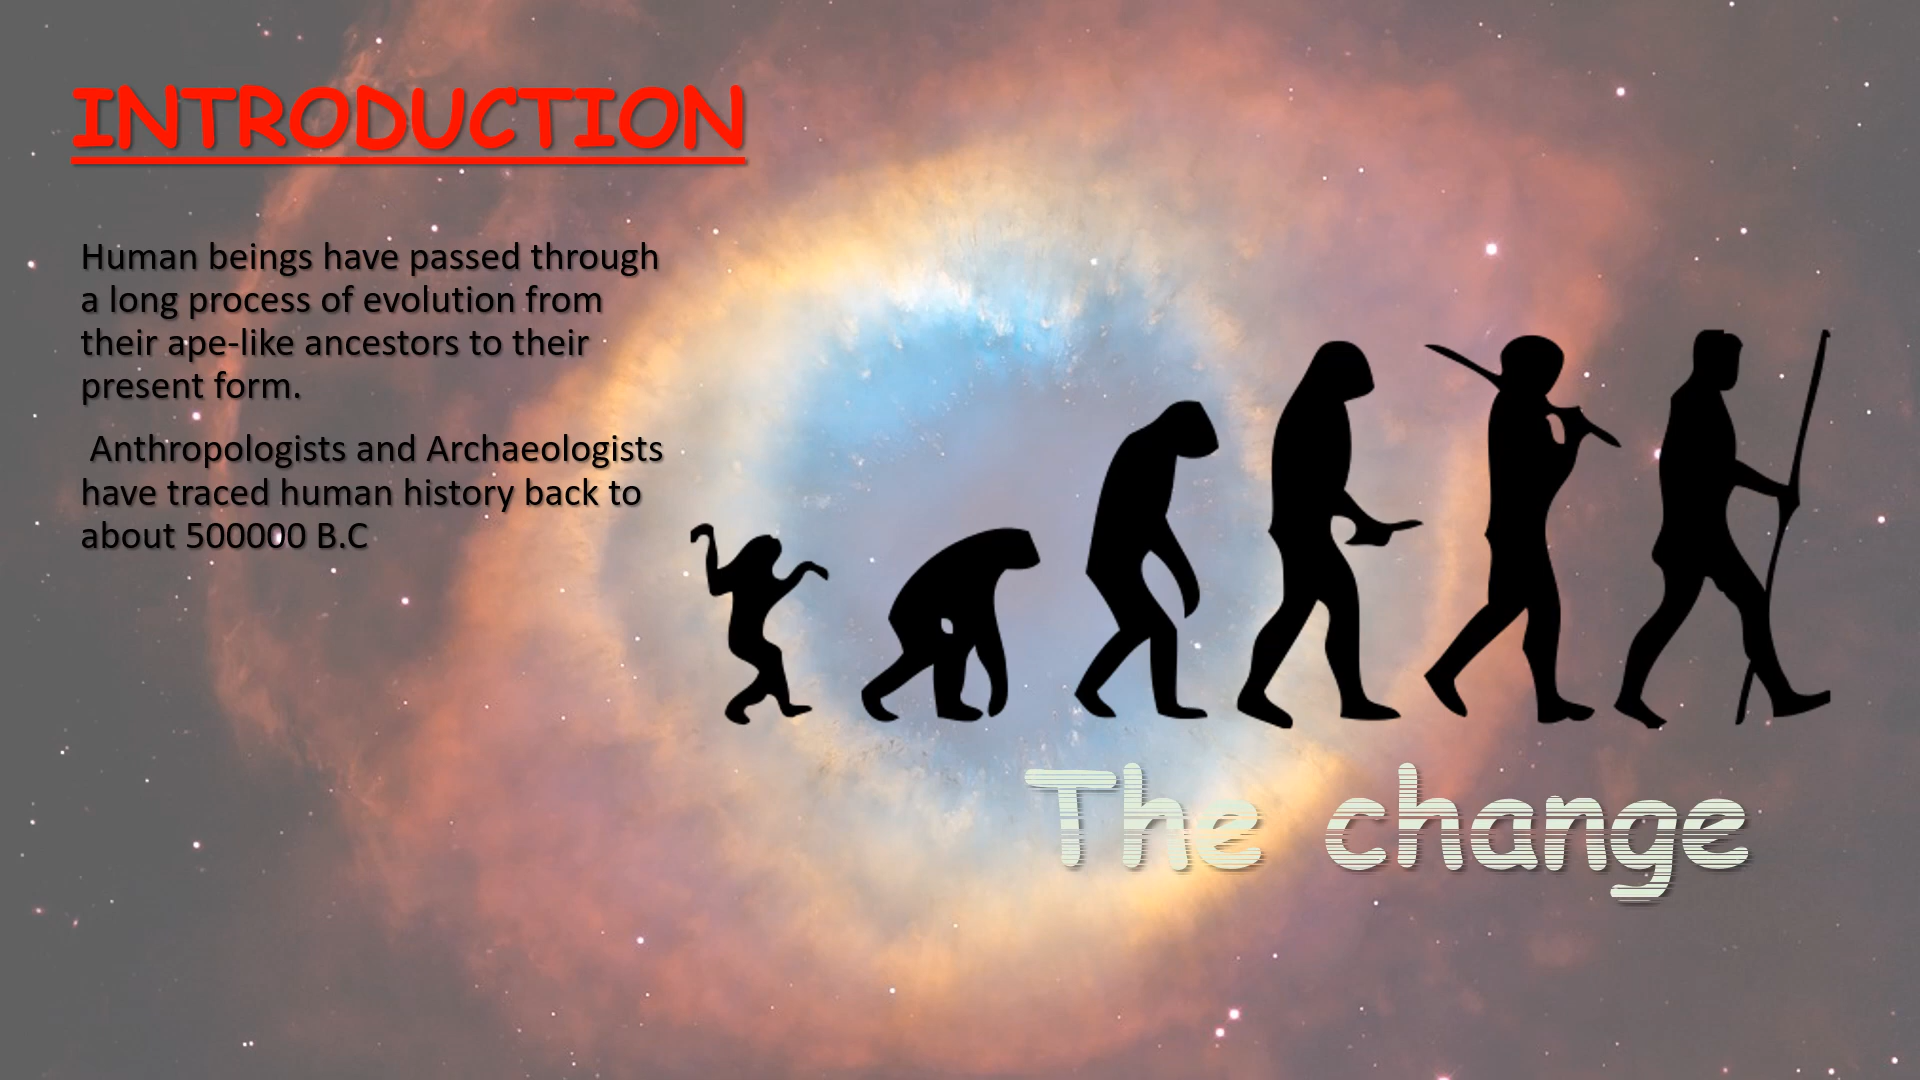 INTRODUCTION
Human beings have passed through
a long process of evolution from
their ape-like ancestors to their
present form.
Anthropologists and Archaeologists
have traced human history back to
about 500000 B.C
The change